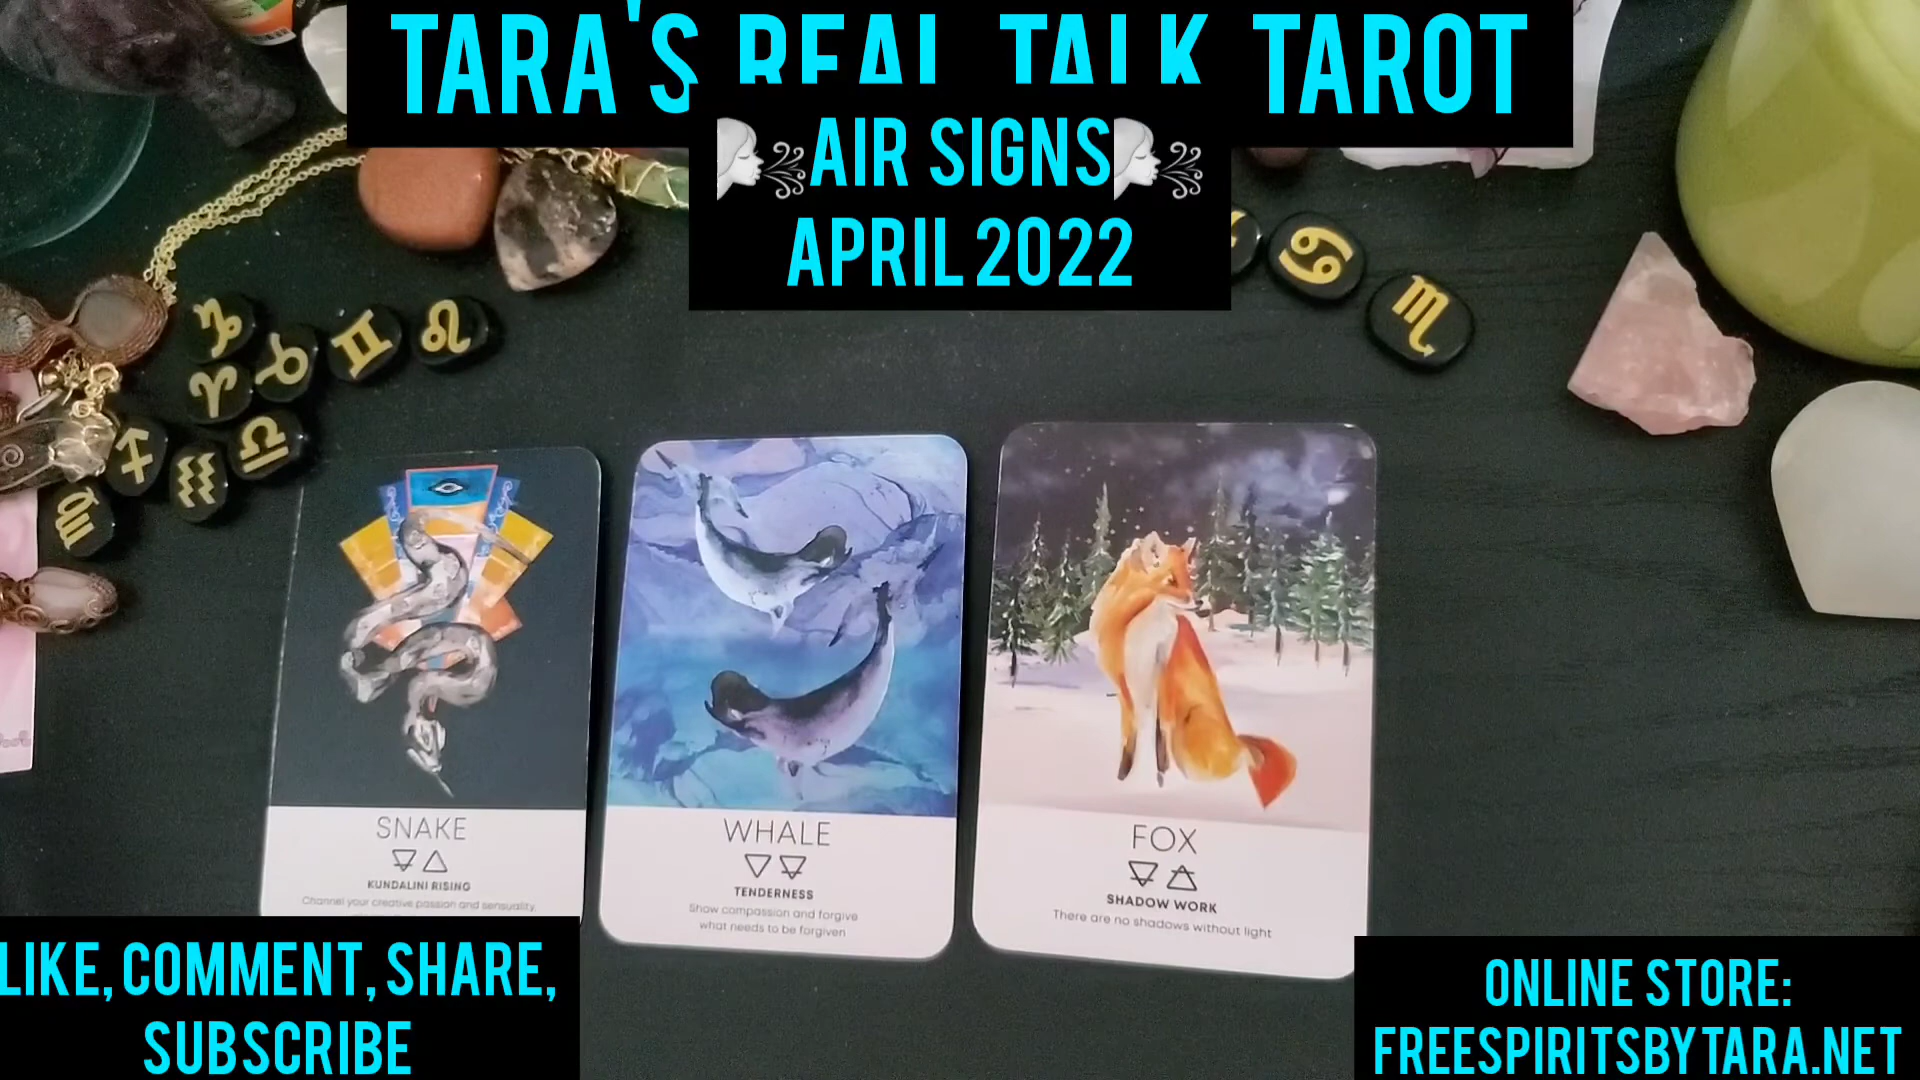 TARA'S REAL TALK TAROT
AIR SIGNS
APRIL 2022
SNAKE
KUNDALINI RISING
Channel your creative passion and sensuality.
WHALE
TENDERNESS
Show compassion and forgive
what needs to be forgiven
FOX
SHADOW WORK
There are no shadows without light
LIKE, COMMENT, SHARE,
SUBSCRIBE
ONLINE STORE:
FREESPIRITSBYTARA.NET